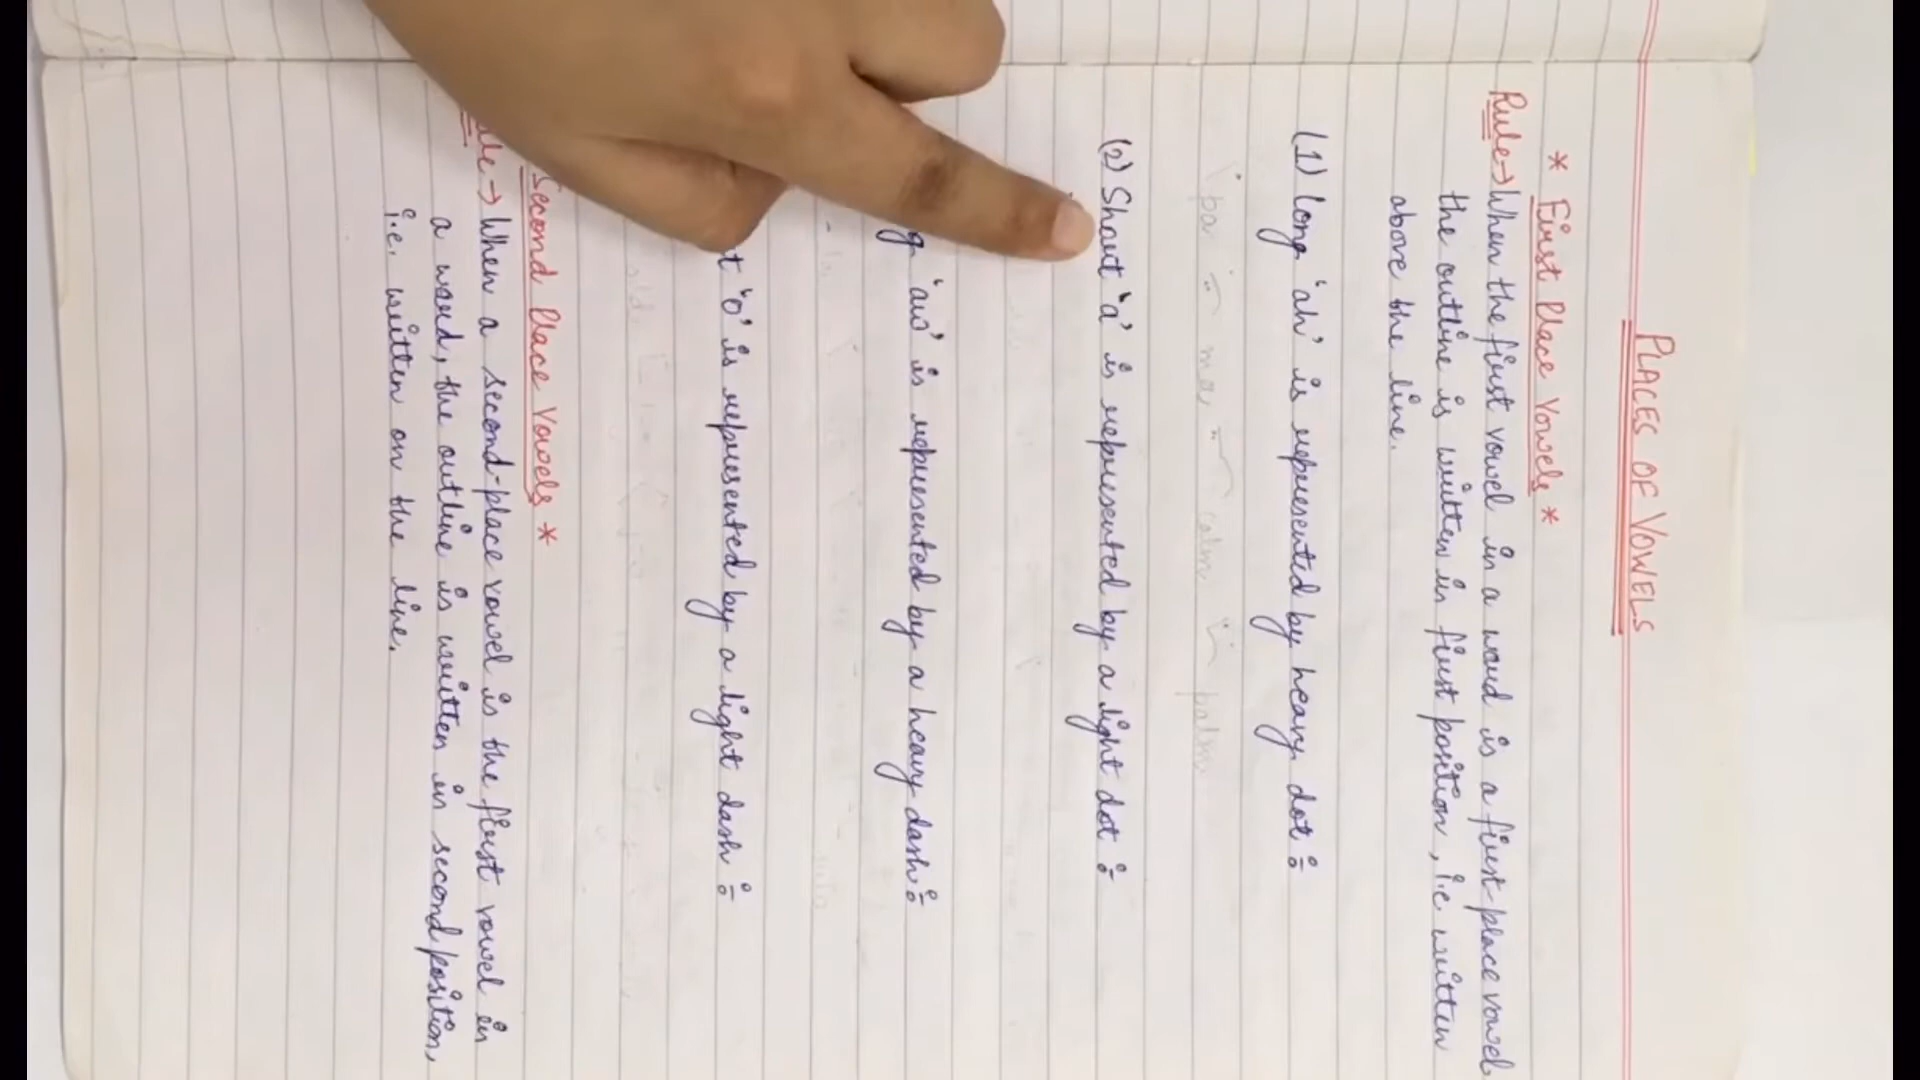 PLACES OF VOWELS
* First Place Vowels *
Rule→ When the first vowel in a word is a first-place vowel
the outline is written in first position, i.e written
above the line.
(1) Long 'ah' is represented by heavy dot :-
par
(2) Short 'a' is represented by a light dot :-
'aw' is represented by a heavy dash :-
'o' is represented by a light dash :-
Second Place Vowels *
→ When a second-place vowel is the first vowel in
a word, the outline is written in second position,
i.e. written on the line.